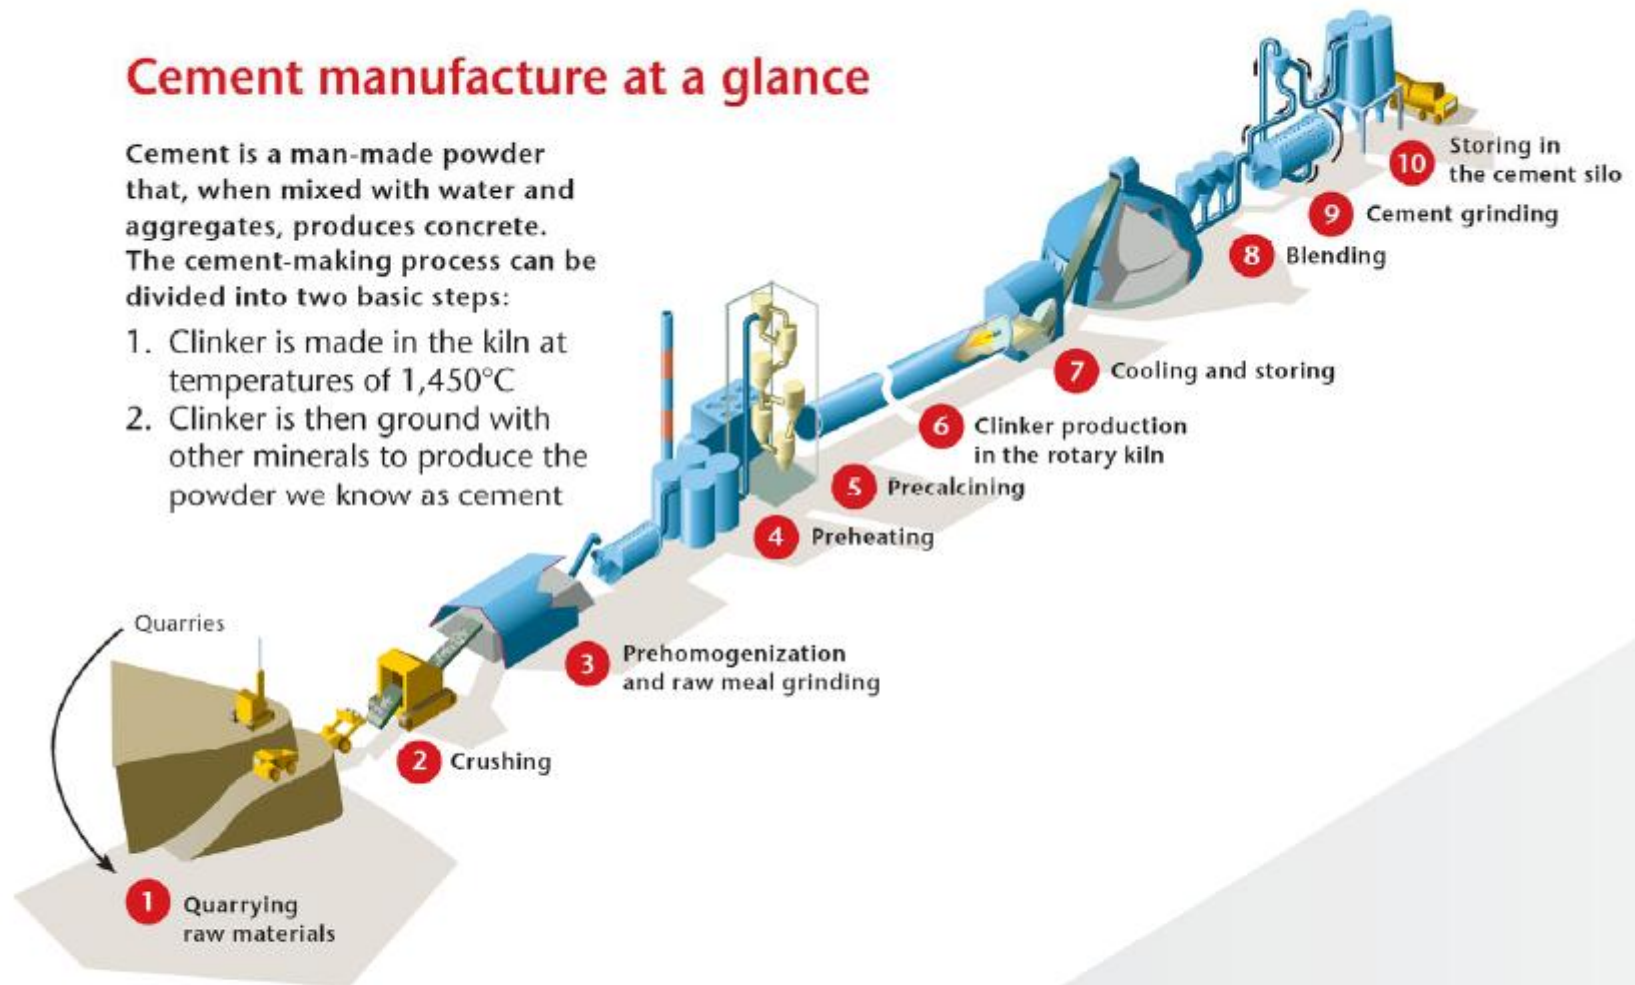 Cement manufacture at a glance
Cement is a man-made powder
that, when mixed with water and
aggregates, produces concrete.
The cement-making process can be
divided into two basic steps:
1. Clinker is made in the kiln at
temperatures of 1,450°C
2. Clinker is then ground with
other minerals to produce the
powder we know as cement
Quarries
1 Quarrying
raw materials
2 Crushing
3 Prehomogenization
and raw meal grinding
4 Preheating
5 Precalcining
6 Clinker production
in the rotary kiln
7 Cooling and storing
8 Blending
9 Cement grinding
10 Storing in
the cement silo